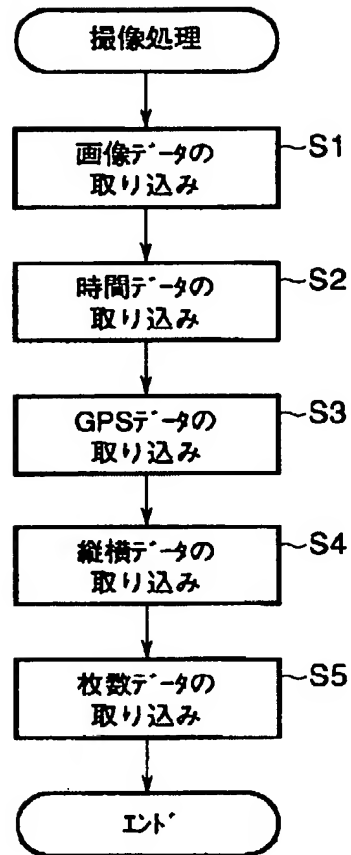 撮像処理
画像データの
取り込み
S1
時間データの
取り込み
S2
GPSデータの
取り込み
S3
縦横データの
取り込み
S4
枚数データの
取り込み
S5
エンド